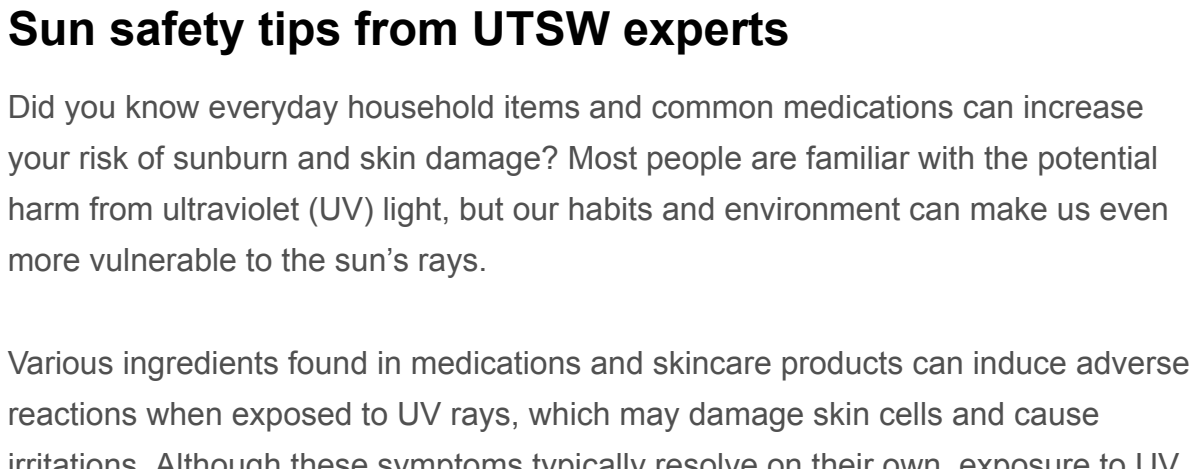 Sun safety tips from UTSW experts
Did you know everyday household items and common medications can increase
your risk of sunburn and skin damage? Most people are familiar with the potential
harm from ultraviolet (UV) light, but our habits and environment can make us even
more vulnerable to the sun’s rays.
Various ingredients found in medications and skincare products can induce adverse
reactions when exposed to UV rays, which may damage skin cells and cause
irritations. Although these symptoms typically resolve on their own, exposure to UV